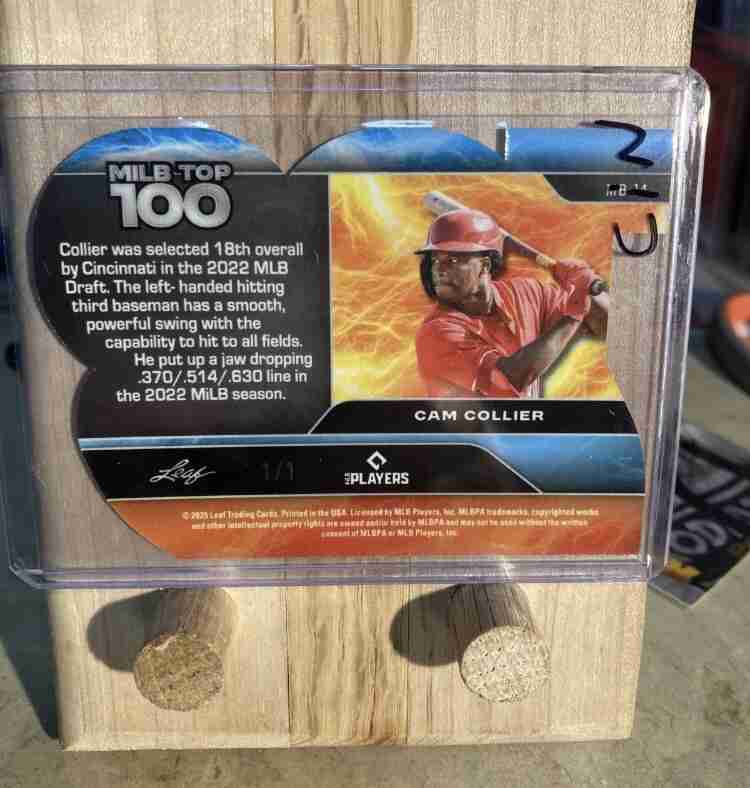 MILB TOP
100
MB-14
Collier was selected 18th overall
by Cincinnati in the 2022 MLB
Draft. The left-handed hitting
third baseman has a smooth,
powerful swing with the
capability to hit to all fields.
He put up a jaw dropping
.370/.514/.630 line in
the 2022 MiLB season.
CAM COLLIER
Leaf
1/1
MLB PLAYERS
© 2025 Leaf Trading Cards. Printed in the USA. Licensed by MLB Players, Inc. MLBPA trademarks, copyrighted works
and other intellectual property rights are owned and/or held by MLBPA and may not be used without the written
consent of MLBPA or MLB Players, Inc.